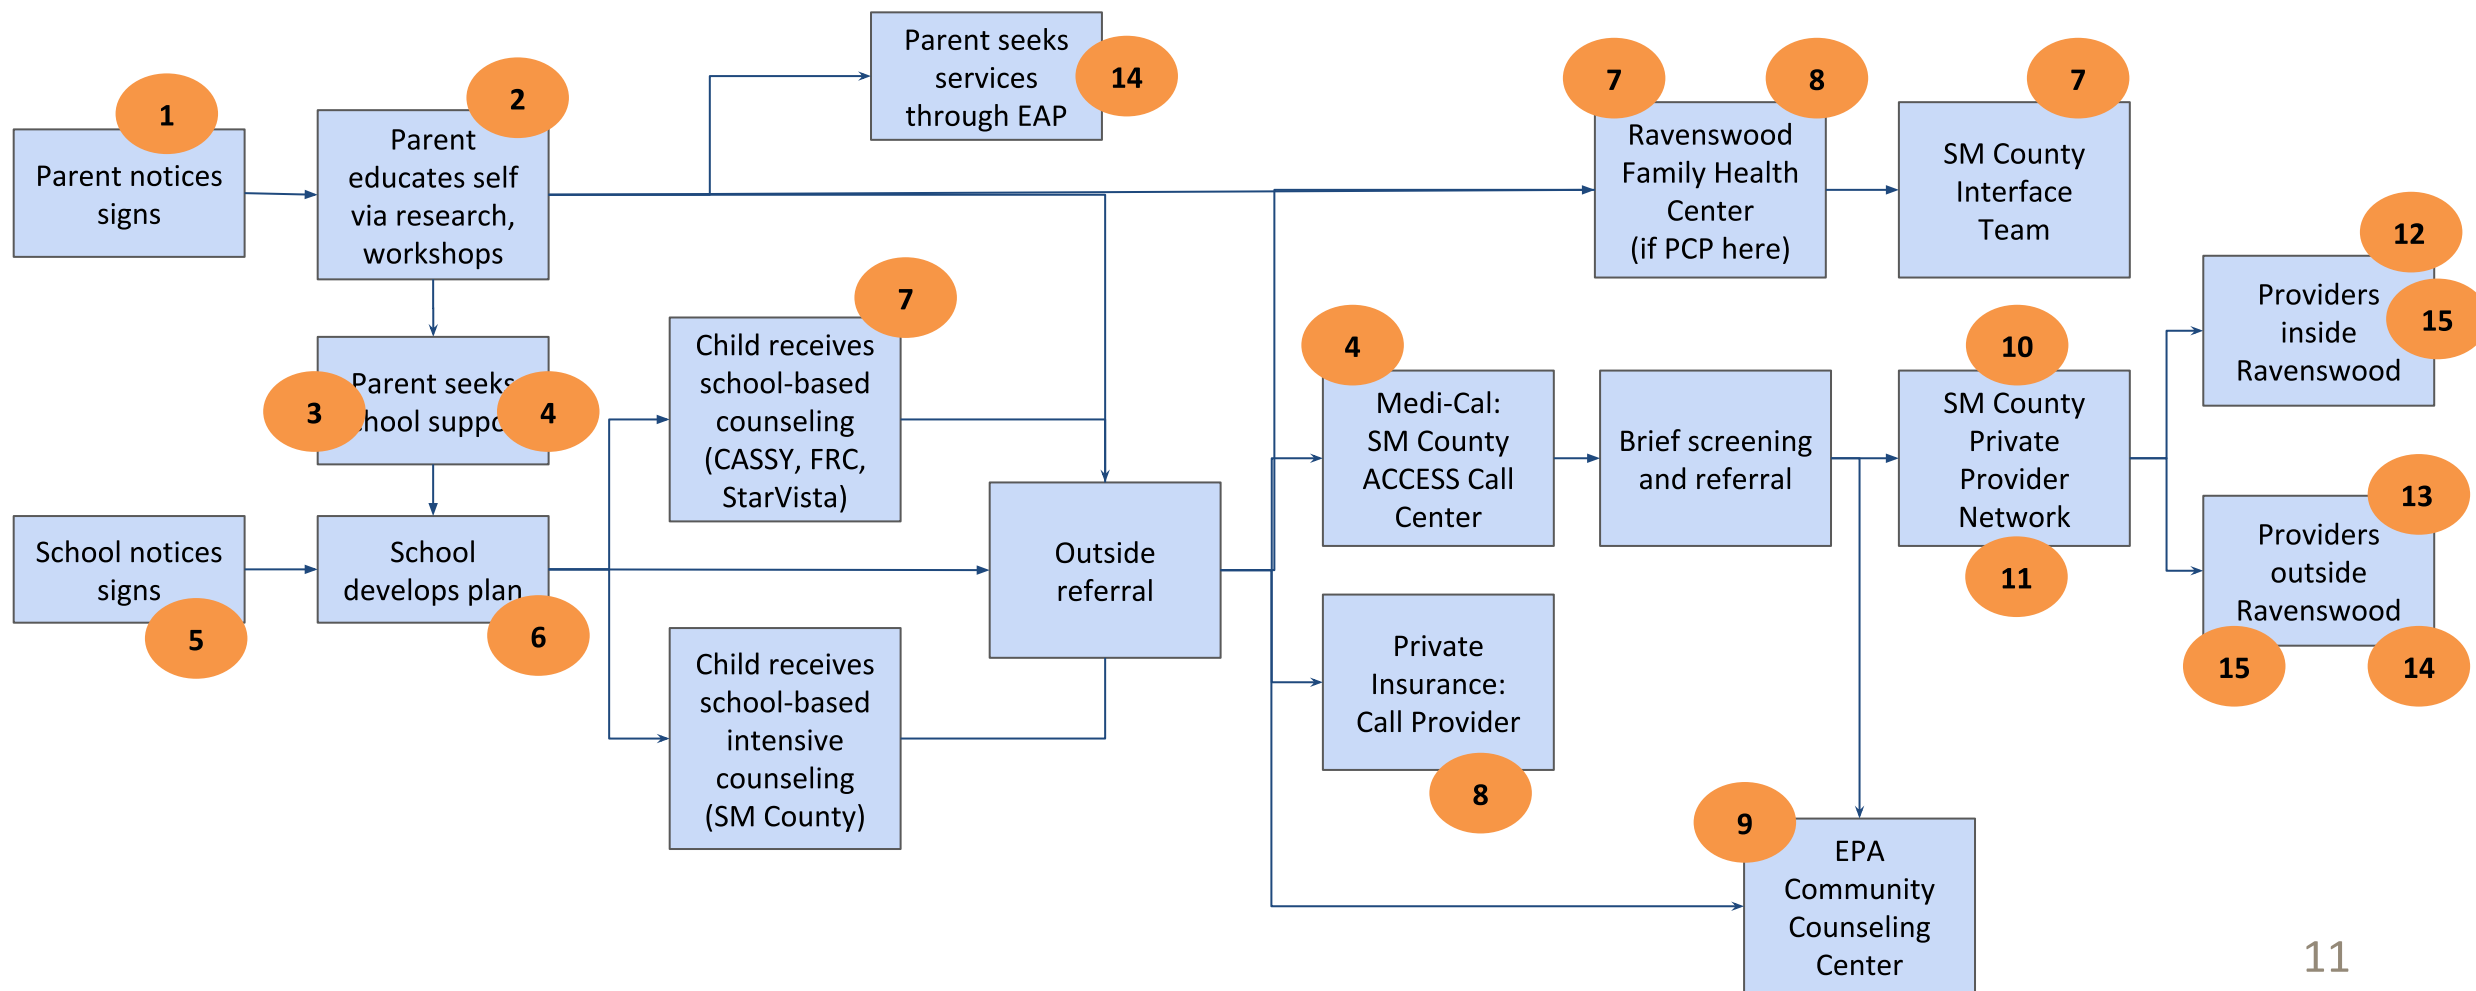 1
Parent notices
signs
2
Parent
educates self
via research,
workshops
Parent seeks
services
through EAP
14
7
8
Ravenswood
Family Health
Center
(if PCP here)
7
SM County
Interface
Team
3
4
Parent seeks
hool suppo
7
Child receives
school-based
counseling
(CASSY, FRC,
StarVista)
4
Medi-Cal:
SM County
ACCESS Call
Center
Brief screening
and referral
10
SM County
Private
Provider
Network
11
12
15
Providers
inside
Ravenswood
13
Providers
outside
Ravenswood
15
14
School notices
signs
5
School
develops plan
6
Outside
referral
Child receives
school-based
intensive
counseling
(SM County)
Private
Insurance:
Call Provider
8
9
EPA
Community
Counseling
Center
11